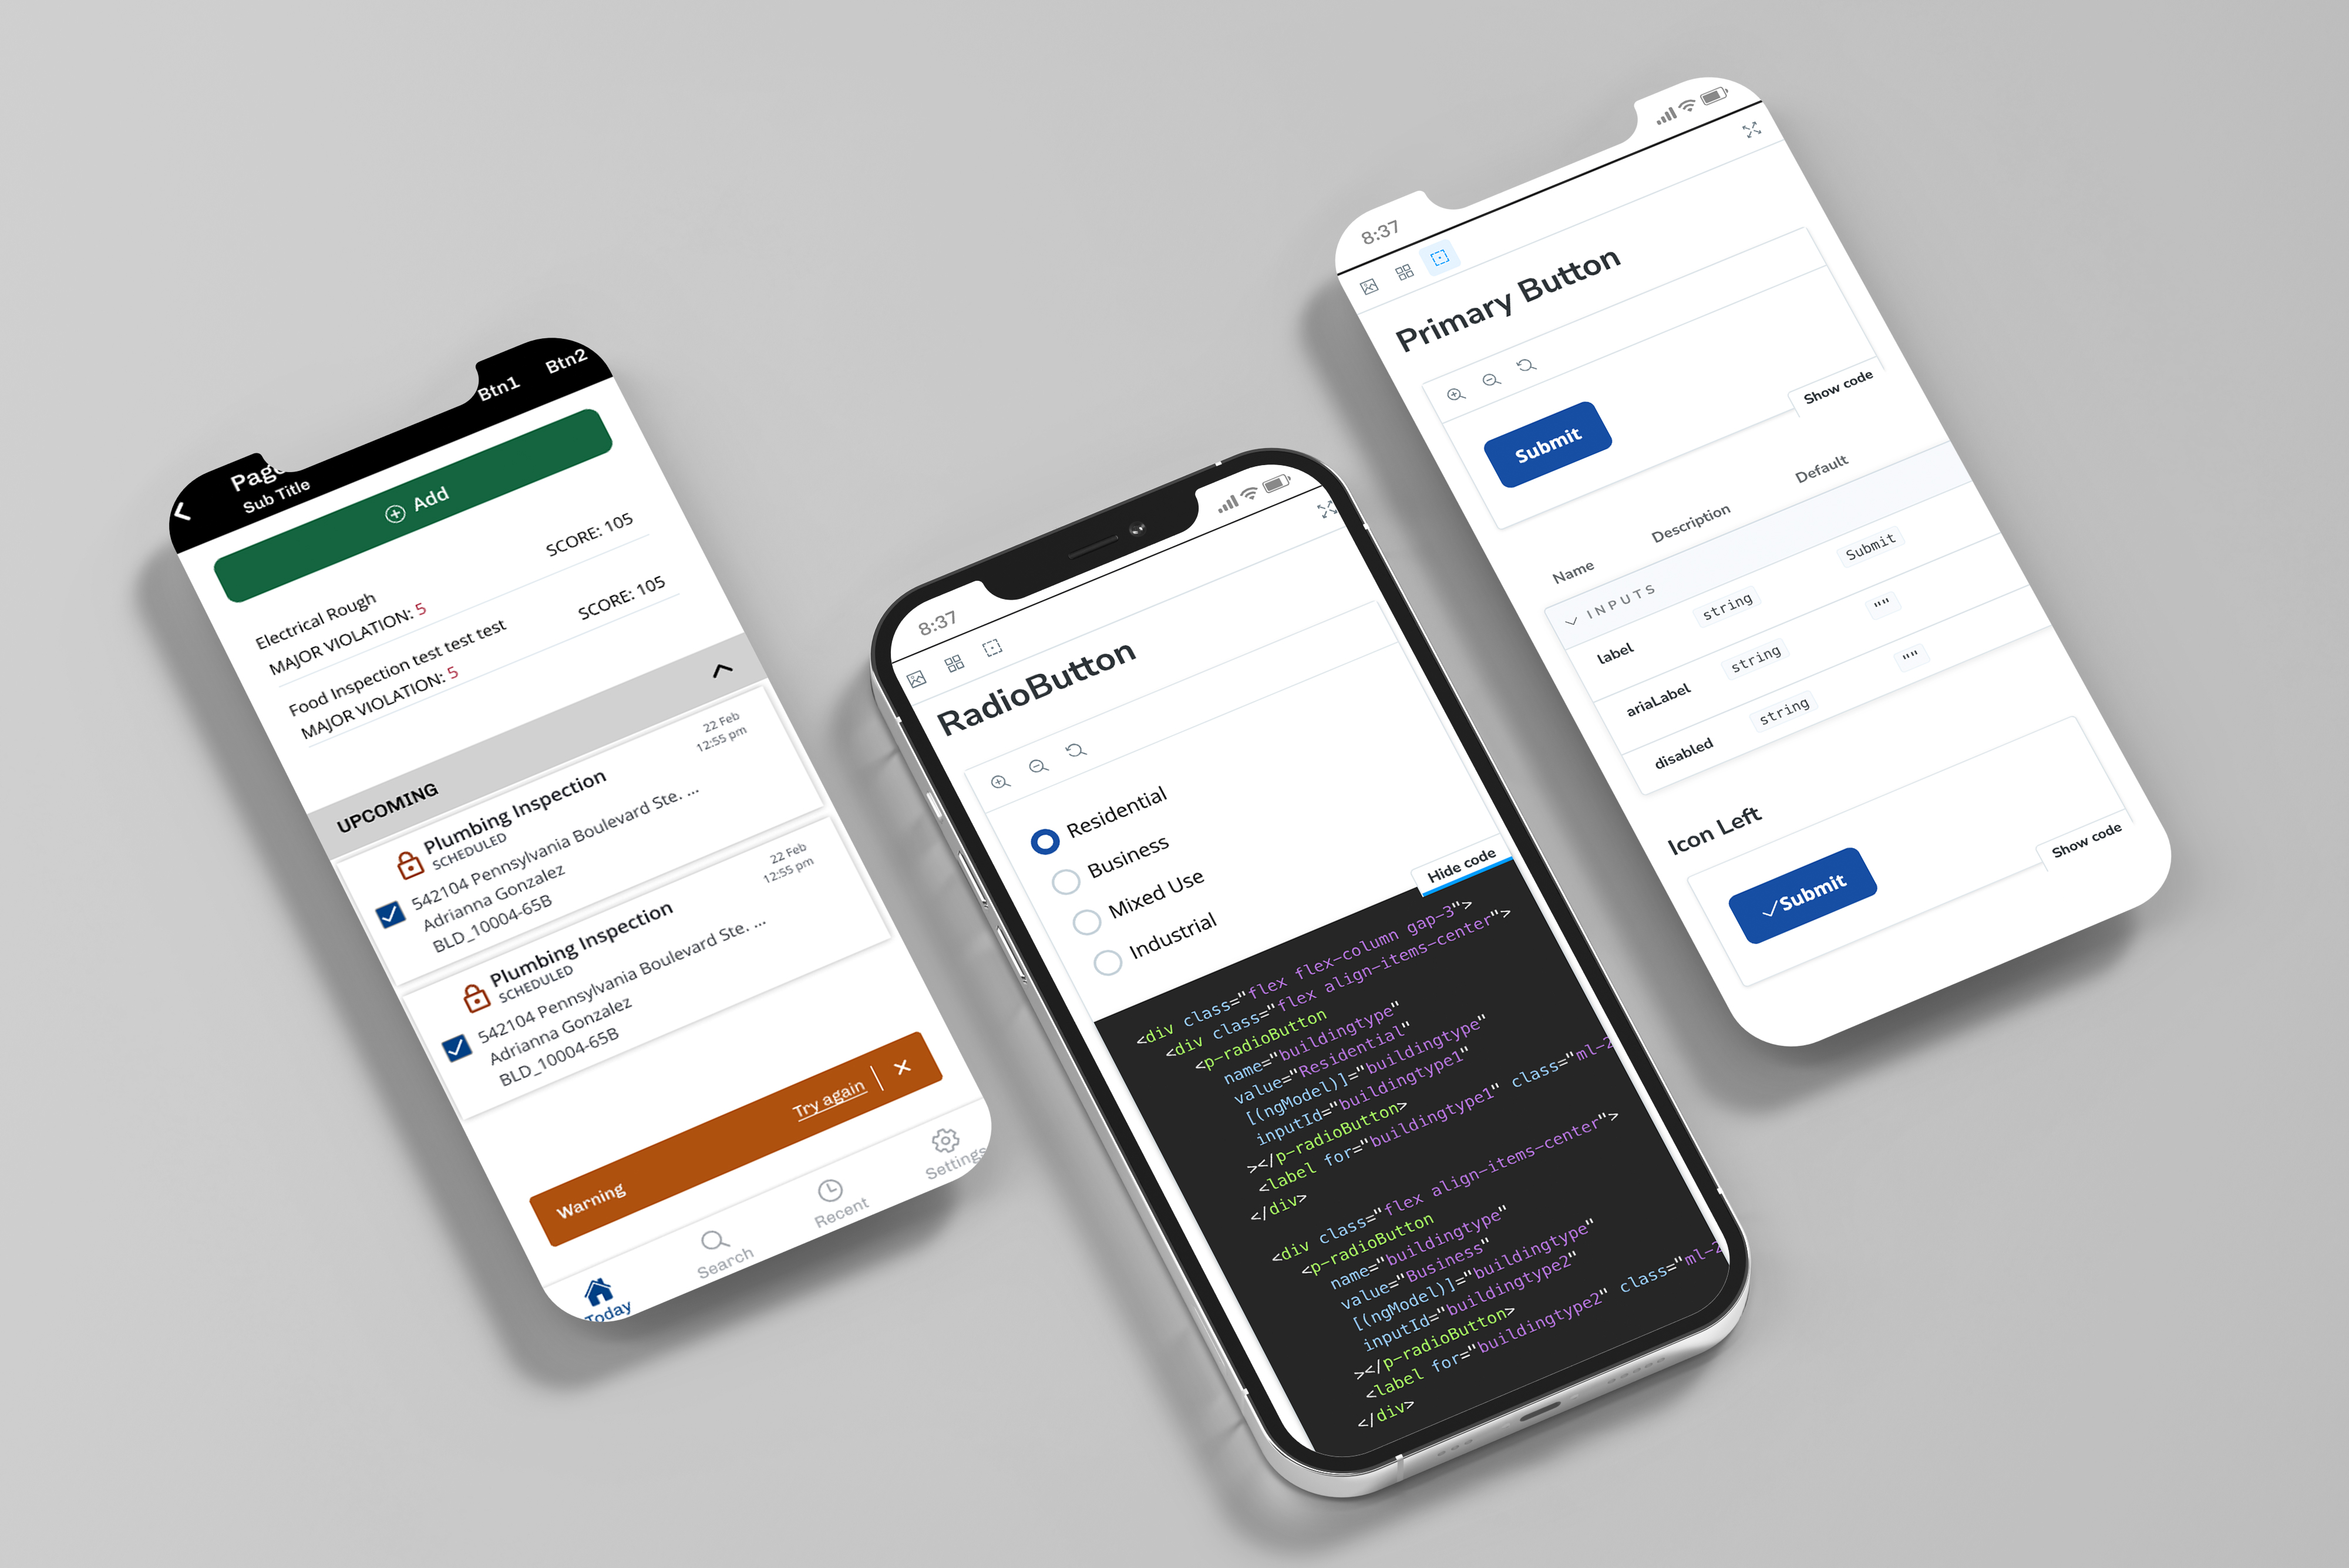 Btn1 Btn2
Sub Title
Add
Electrical Rough
MAJOR VIOLATION: 5
SCORE: 105
Food Inspection test test test
MAJOR VIOLATION: 5
SCORE: 105
UPCOMING
Plumbing Inspection
SCHEDULED
22 Feb
12:55 pm
542104 Pennsylvania Boulevard Ste. ...
Adrianna Gonzalez
BLD_10004-65B
Plumbing Inspection
SCHEDULED
22 Feb
12:55 pm
542104 Pennsylvania Boulevard Ste. ...
Adrianna Gonzalez
BLD_10004-65B
Warning Try again
Today Search Recent Settings
8:37
RadioButton
Residential
Business
Mixed Use
Industrial
Hide code
<div class="flex flex-column gap-3">
<div class="flex align-items-center">
<p-radioButton
name="buildingtype"
value="Residential"
[(ngModel)]="buildingtype"
inputId="buildingtype1"
></p-radioButton>
<label for="buildingtype1" class="ml-2
</div>
<div class="flex align-items-center">
<p-radioButton
name="buildingtype"
value="Business"
[(ngModel)]="buildingtype"
inputId="buildingtype2"
></p-radioButton>
<label for="buildingtype2" class="ml-2
</div>
8:37
Primary Button
Submit
Show code
Name Description Default
INPUTS
label string Submit
ariaLabel string ""
disabled string ""
Icon Left
Submit
Show code